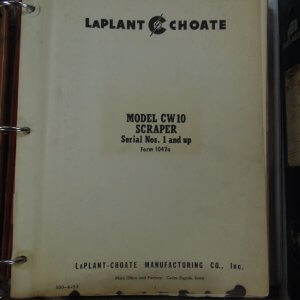 LAPLANT CHOATE
MODEL CW10
SCRAPER
Serial Nos. 1 and up
Form 1042a
LaPLANT-CHOATE MANUFACTURING CO., Inc.
Main Office and Factory: Cedar Rapids, Iowa